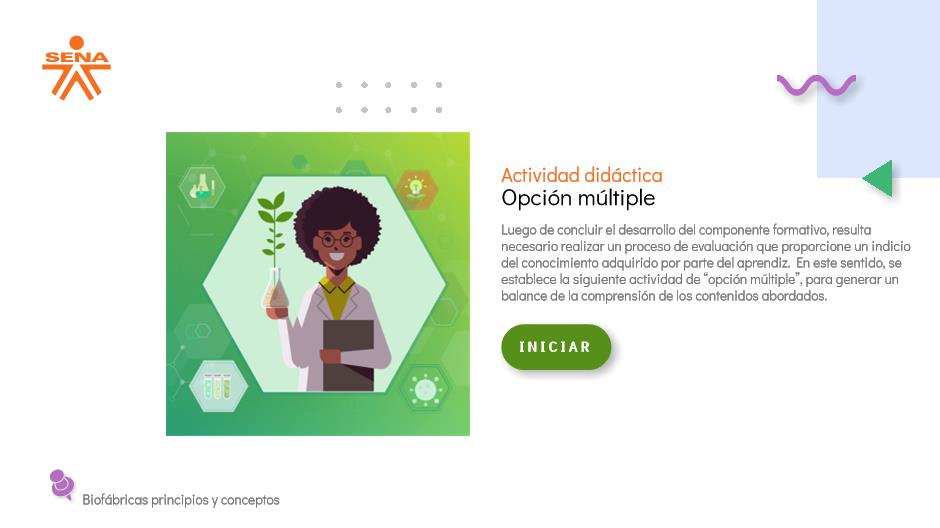 SENA
Actividad didáctica
Opción múltiple
Luego de concluir el desarrollo del componente formativo, resulta
necesario realizar un proceso de evaluación que proporcione un indicio
del conocimiento adquirido por parte del aprendiz. En este sentido, se
establece la siguiente actividad de “opción múltiple”, para generar un
balance de la comprensión de los contenidos abordados.
INICIAR
Biofábricas principios y conceptos